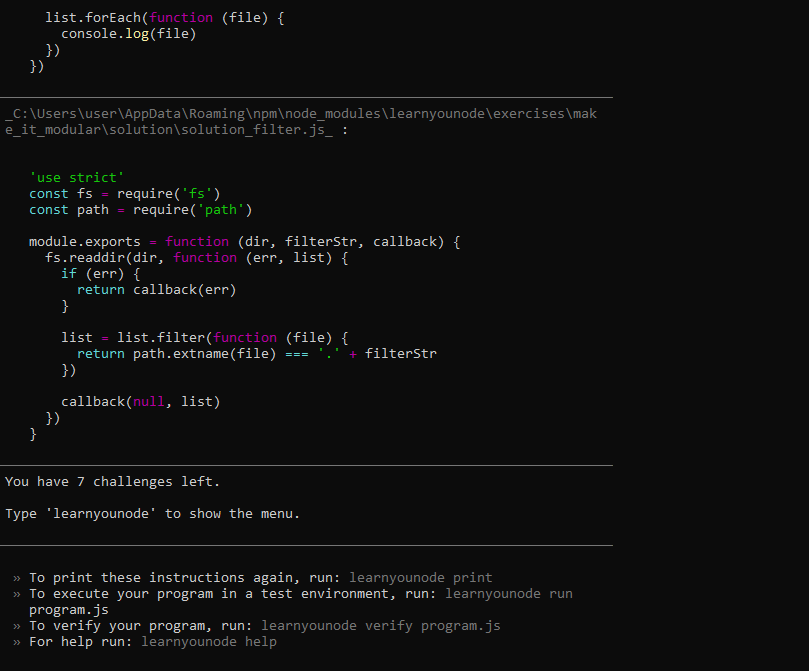 list.forEach(function (file) {
console.log(file)
})
})
_C:\Users\user\AppData\Roaming\npm\node_modules\learnyounode\exercises\mak
e_it_modular\solution\solution_filter.js_ :
'use strict'
const fs = require('fs')
const path = require('path')
module.exports = function (dir, filterStr, callback) {
fs.readdir(dir, function (err, list) {
if (err) {
return callback(err)
}
list = list.filter(function (file) {
return path.extname(file) === '.' + filterStr
})
callback(null, list)
})
}
You have 7 challenges left.
Type 'learnyounode' to show the menu.
» To print these instructions again, run: learnyounode print
» To execute your program in a test environment, run: learnyounode run
program.js
» To verify your program, run: learnyounode verify program.js
» For help run: learnyounode help